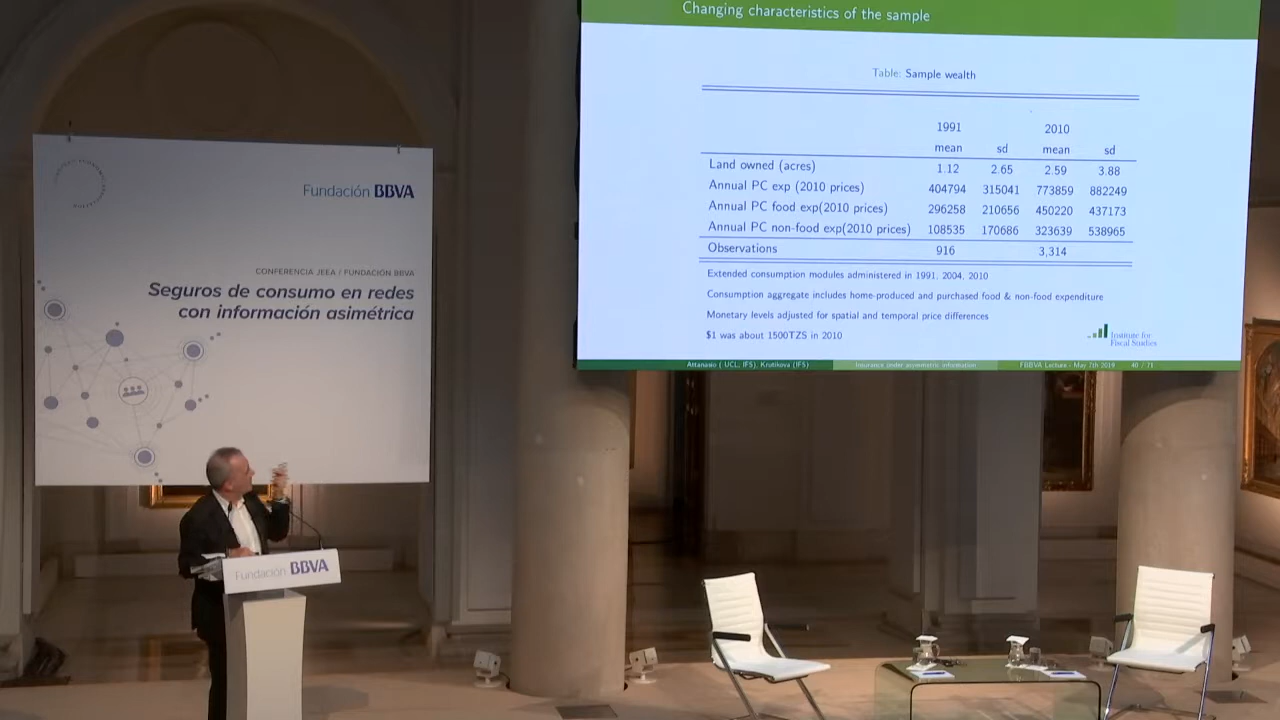 Changing characteristics of the sample
Table: Sample wealth
1991 2010
mean sd mean sd
Land owned (acres) 1.12 2.65 2.59 3.88
Annual PC exp (2010 prices) 404794 315041 773859 882249
Annual PC food exp(2010 prices) 296258 210656 450220 437173
Annual PC non-food exp(2010 prices) 108535 170686 323639 538965
Observations 916 3,314
Extended consumption modules administered in 1991, 2004, 2010
Consumption aggregate includes home-produced and purchased food & non-food expenditure
Monetary levels adjusted for spatial and temporal price differences
$1 was about 1500TZS in 2010
Institute for
Fiscal Studies
Attanasio ( UCL, IFS), Krutikova (IFS) Insurance under asymmetric information FBBVA Lecture - May 7th 2019 40 / 71
Fundación BBVA
CONFERENCIA JEEA / FUNDACIÓN BBVA
Seguros de consumo en redes
con información asimétrica
Fundación BBVA